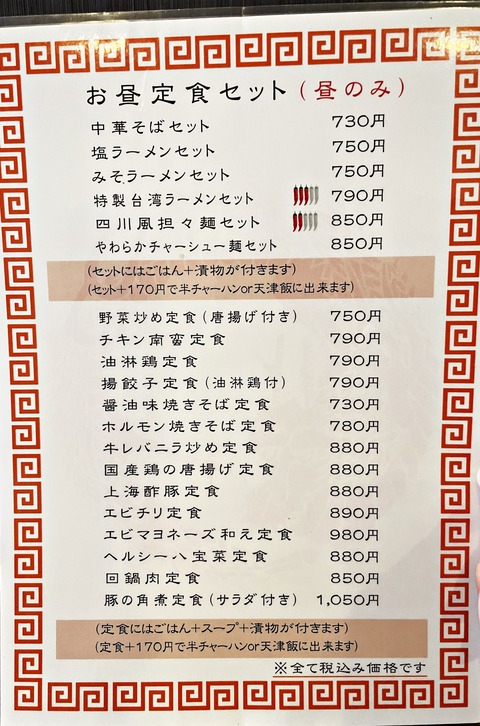 お昼定食セット(昼のみ)
中華そばセット 730円
塩ラーメンセット 750円
みそラーメンセット 750円
特製台湾ラーメンセット 790円
四川風担々麺セット 850円
やわらかチャーシュー麺セット 850円
(セットにはごはん+漬物が付きます)
(セット+170円で半チャーハンor天津飯に出来ます)
野菜炒め定食(唐揚げ付き) 750円
チキン南蛮定食 790円
油淋鶏定食 790円
揚餃子定食(油淋鶏付) 790円
醤油味焼きそば定食 730円
ホルモン焼きそば定食 780円
牛レバニラ炒め定食 880円
国産鶏の唐揚げ定食 880円
上海酢豚定食 880円
エビチリ定食 890円
エビマヨネーズ和え定食 980円
ヘルシー八宝菜定食 880円
回鍋肉定食 850円
豚の角煮定食(サラダ付き) 1,050円
(定食にはごはん+スープ+漬物が付きます)
(定食+170円で半チャーハンor天津飯に出来ます)
※全て税込み価格です